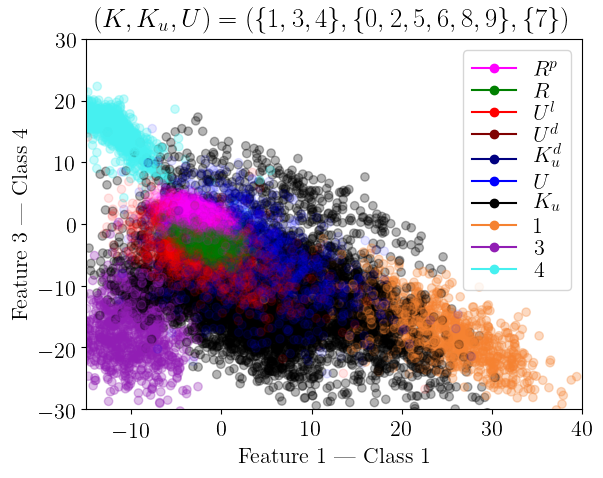 (K, K_u, U) = ({1, 3, 4}, {0, 2, 5, 6, 8, 9}, {7})
30
20
10
0
−10
−20
−30
Feature 3 — Class 4
R^p
R
U^l
U^d
K_u^d
U
K_u
1
3
4
−10
0
10
20
30
40
Feature 1 — Class 1